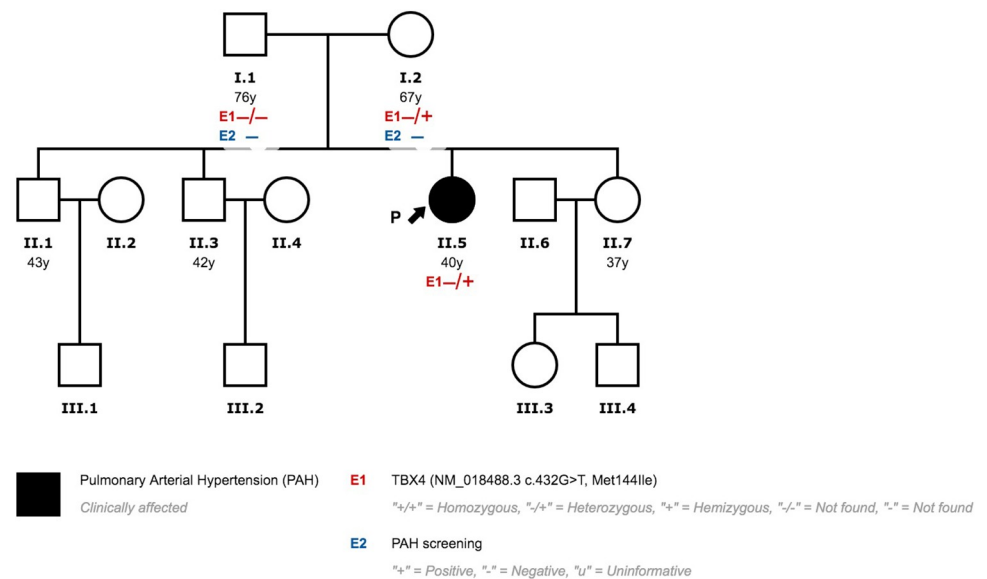 I.1 I.2
76y 67y
E1—/— E1—/+
E2 — E2 —
P
II.1 II.2 II.3 II.4 II.5 II.6 II.7
43y 42y 40y 37y
E1—/+
III.1 III.2 III.3 III.4
Pulmonary Arterial Hypertension (PAH) E1 TBX4 (NM_018488.3 c.432G>T, Met144Ile)
Clinically affected "+/+" = Homozygous, "-/+" = Heterozygous, "+" = Hemizygous, "-/-" = Not found, "-" = Not found
E2 PAH screening
"+" = Positive, "-" = Negative, "u" = Uninformative